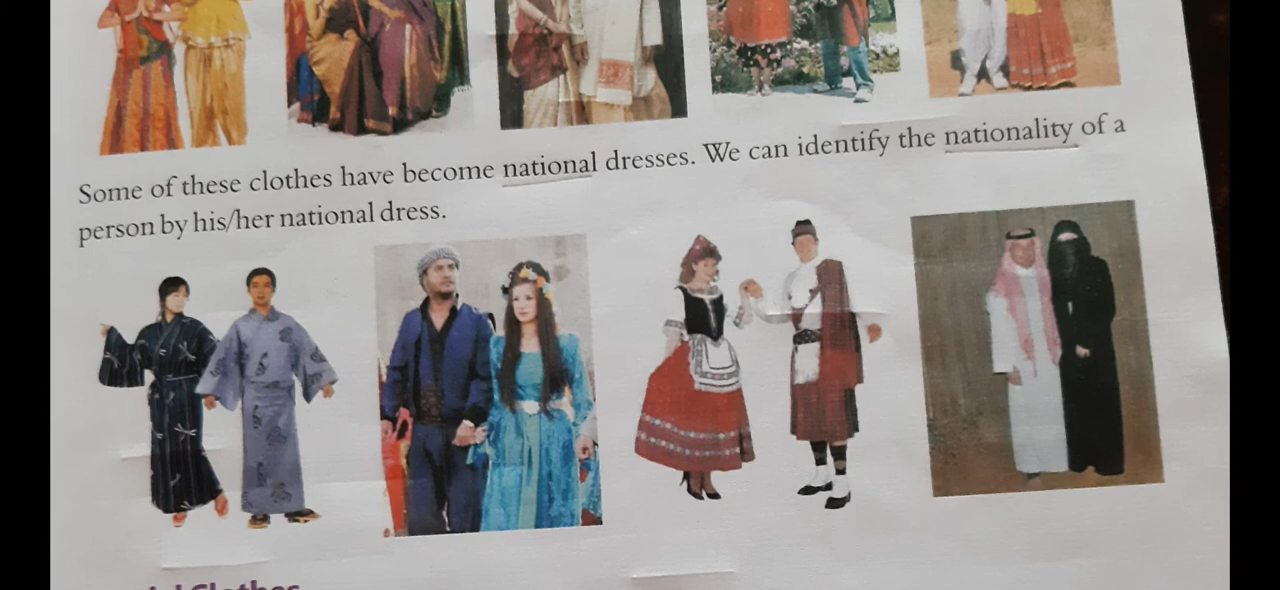 Some of these clothes have become national dresses. We can identify the nationality of a
person by his/her national dress.
Clothes